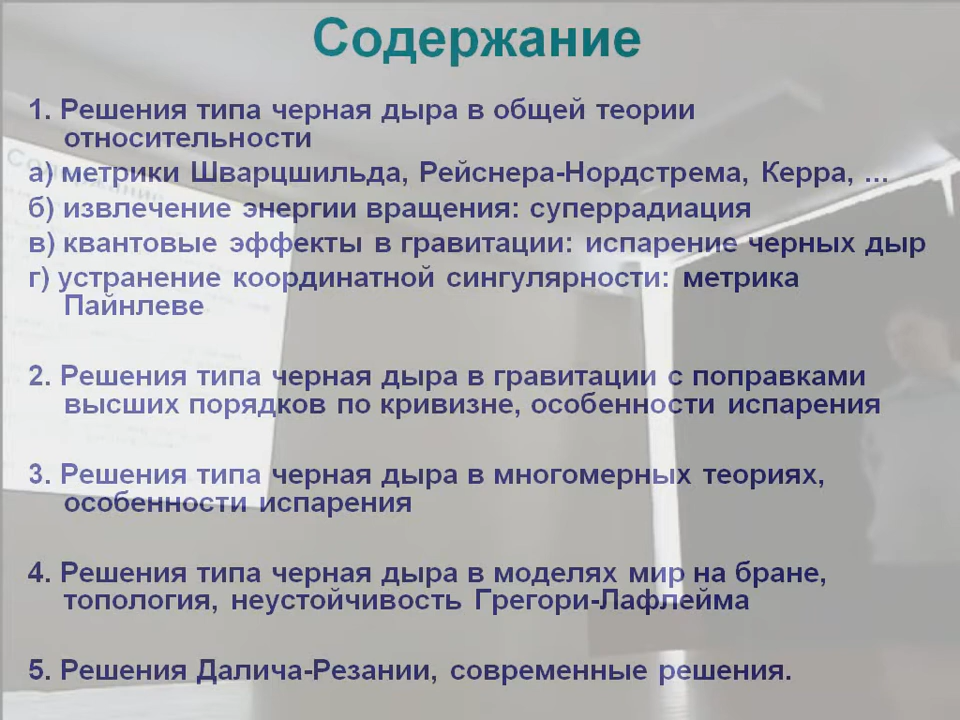 Содержание
1. Решения типа черная дыра в общей теории
относительности
а) метрики Шварцшильда, Рейснера-Нордстрема, Керра, ...
б) извлечение энергии вращения: суперрадиация
в) квантовые эффекты в гравитации: испарение черных дыр
г) устранение координатной сингулярности: метрика
Пайнлеве
2. Решения типа черная дыра в гравитации с поправками
высших порядков по кривизне, особенности испарения
3. Решения типа черная дыра в многомерных теориях,
особенности испарения
4. Решения типа черная дыра в моделях мир на бране,
топология, неустойчивость Грегори-Лафлейма
5. Решения Далича-Резании, современные решения.